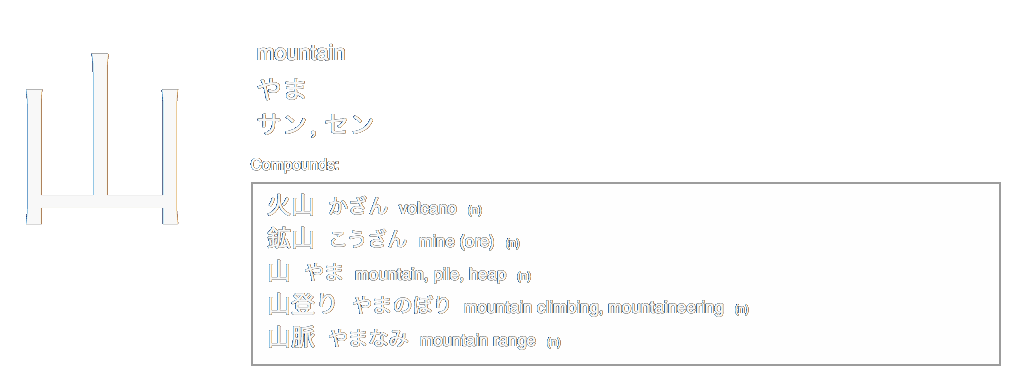 山
mountain
やま
サン, セン
Compounds:
火山 かざん volcano (n)
鉱山 こうざん mine (ore) (n)
山 やま mountain, pile, heap (n)
山登り やまのぼり mountain climbing, mountaineering (n)
山脈 やまなみ mountain range (n)